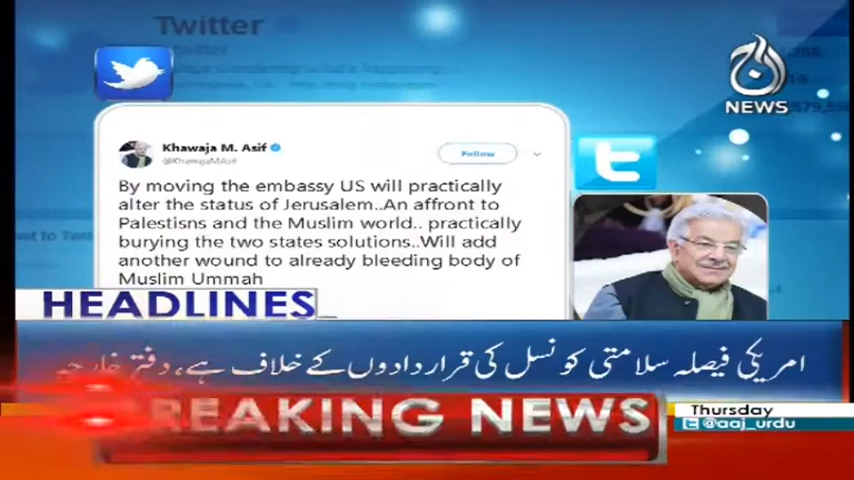 Twitter
NEWS
Khawaja M. Asif
@KhawajaMAsif
Follow
By moving the embassy US will practically
alter the status of Jerusalem..An affront to
Palestisns and the Muslim world.. practically
burying the two states solutions..Will add
another wound to already bleeding body of
Muslim Ummah
HEADLINES
امریکی فیصلہ سلامتی کونسل کی قراردادوں کے خلاف ہے، دفتر خارجہ
BREAKING NEWS
Thursday
@aaj_urdu